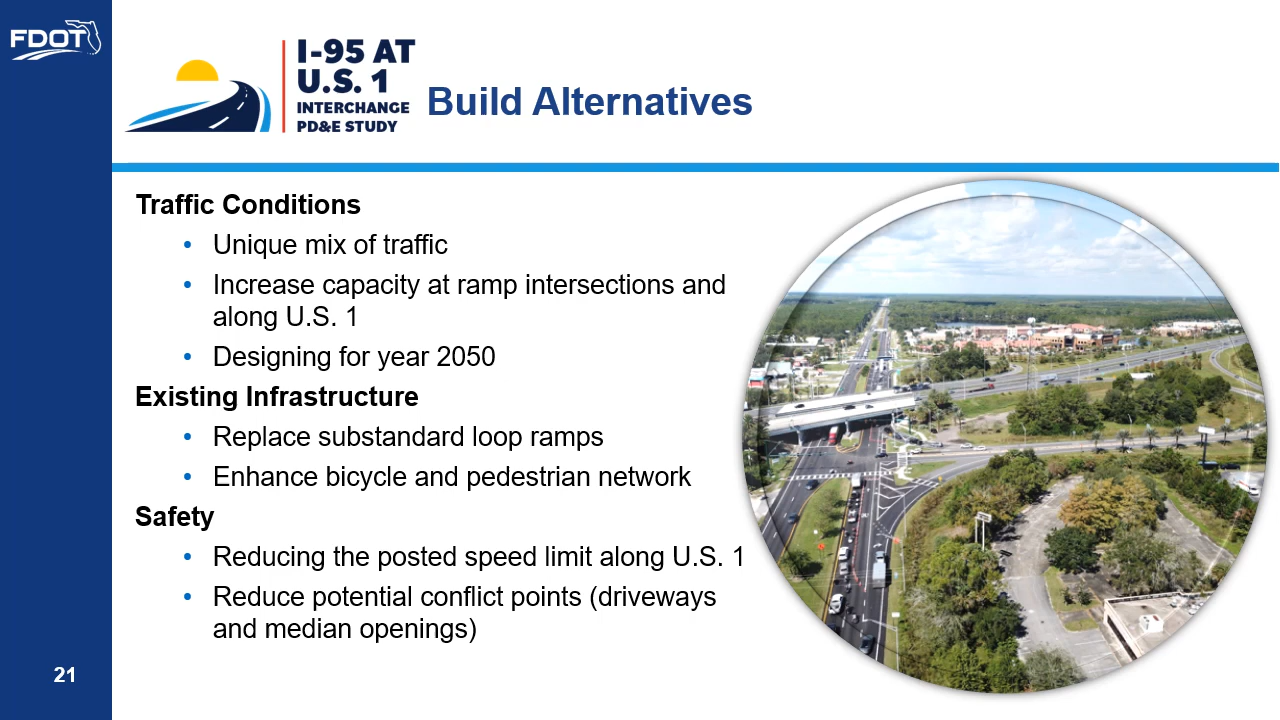 FDOT
I-95 AT
U.S. 1
INTERCHANGE
PD&E STUDY
Build Alternatives
Traffic Conditions
• Unique mix of traffic
• Increase capacity at ramp intersections and
along U.S. 1
• Designing for year 2050
Existing Infrastructure
• Replace substandard loop ramps
• Enhance bicycle and pedestrian network
Safety
• Reducing the posted speed limit along U.S. 1
• Reduce potential conflict points (driveways
and median openings)
21